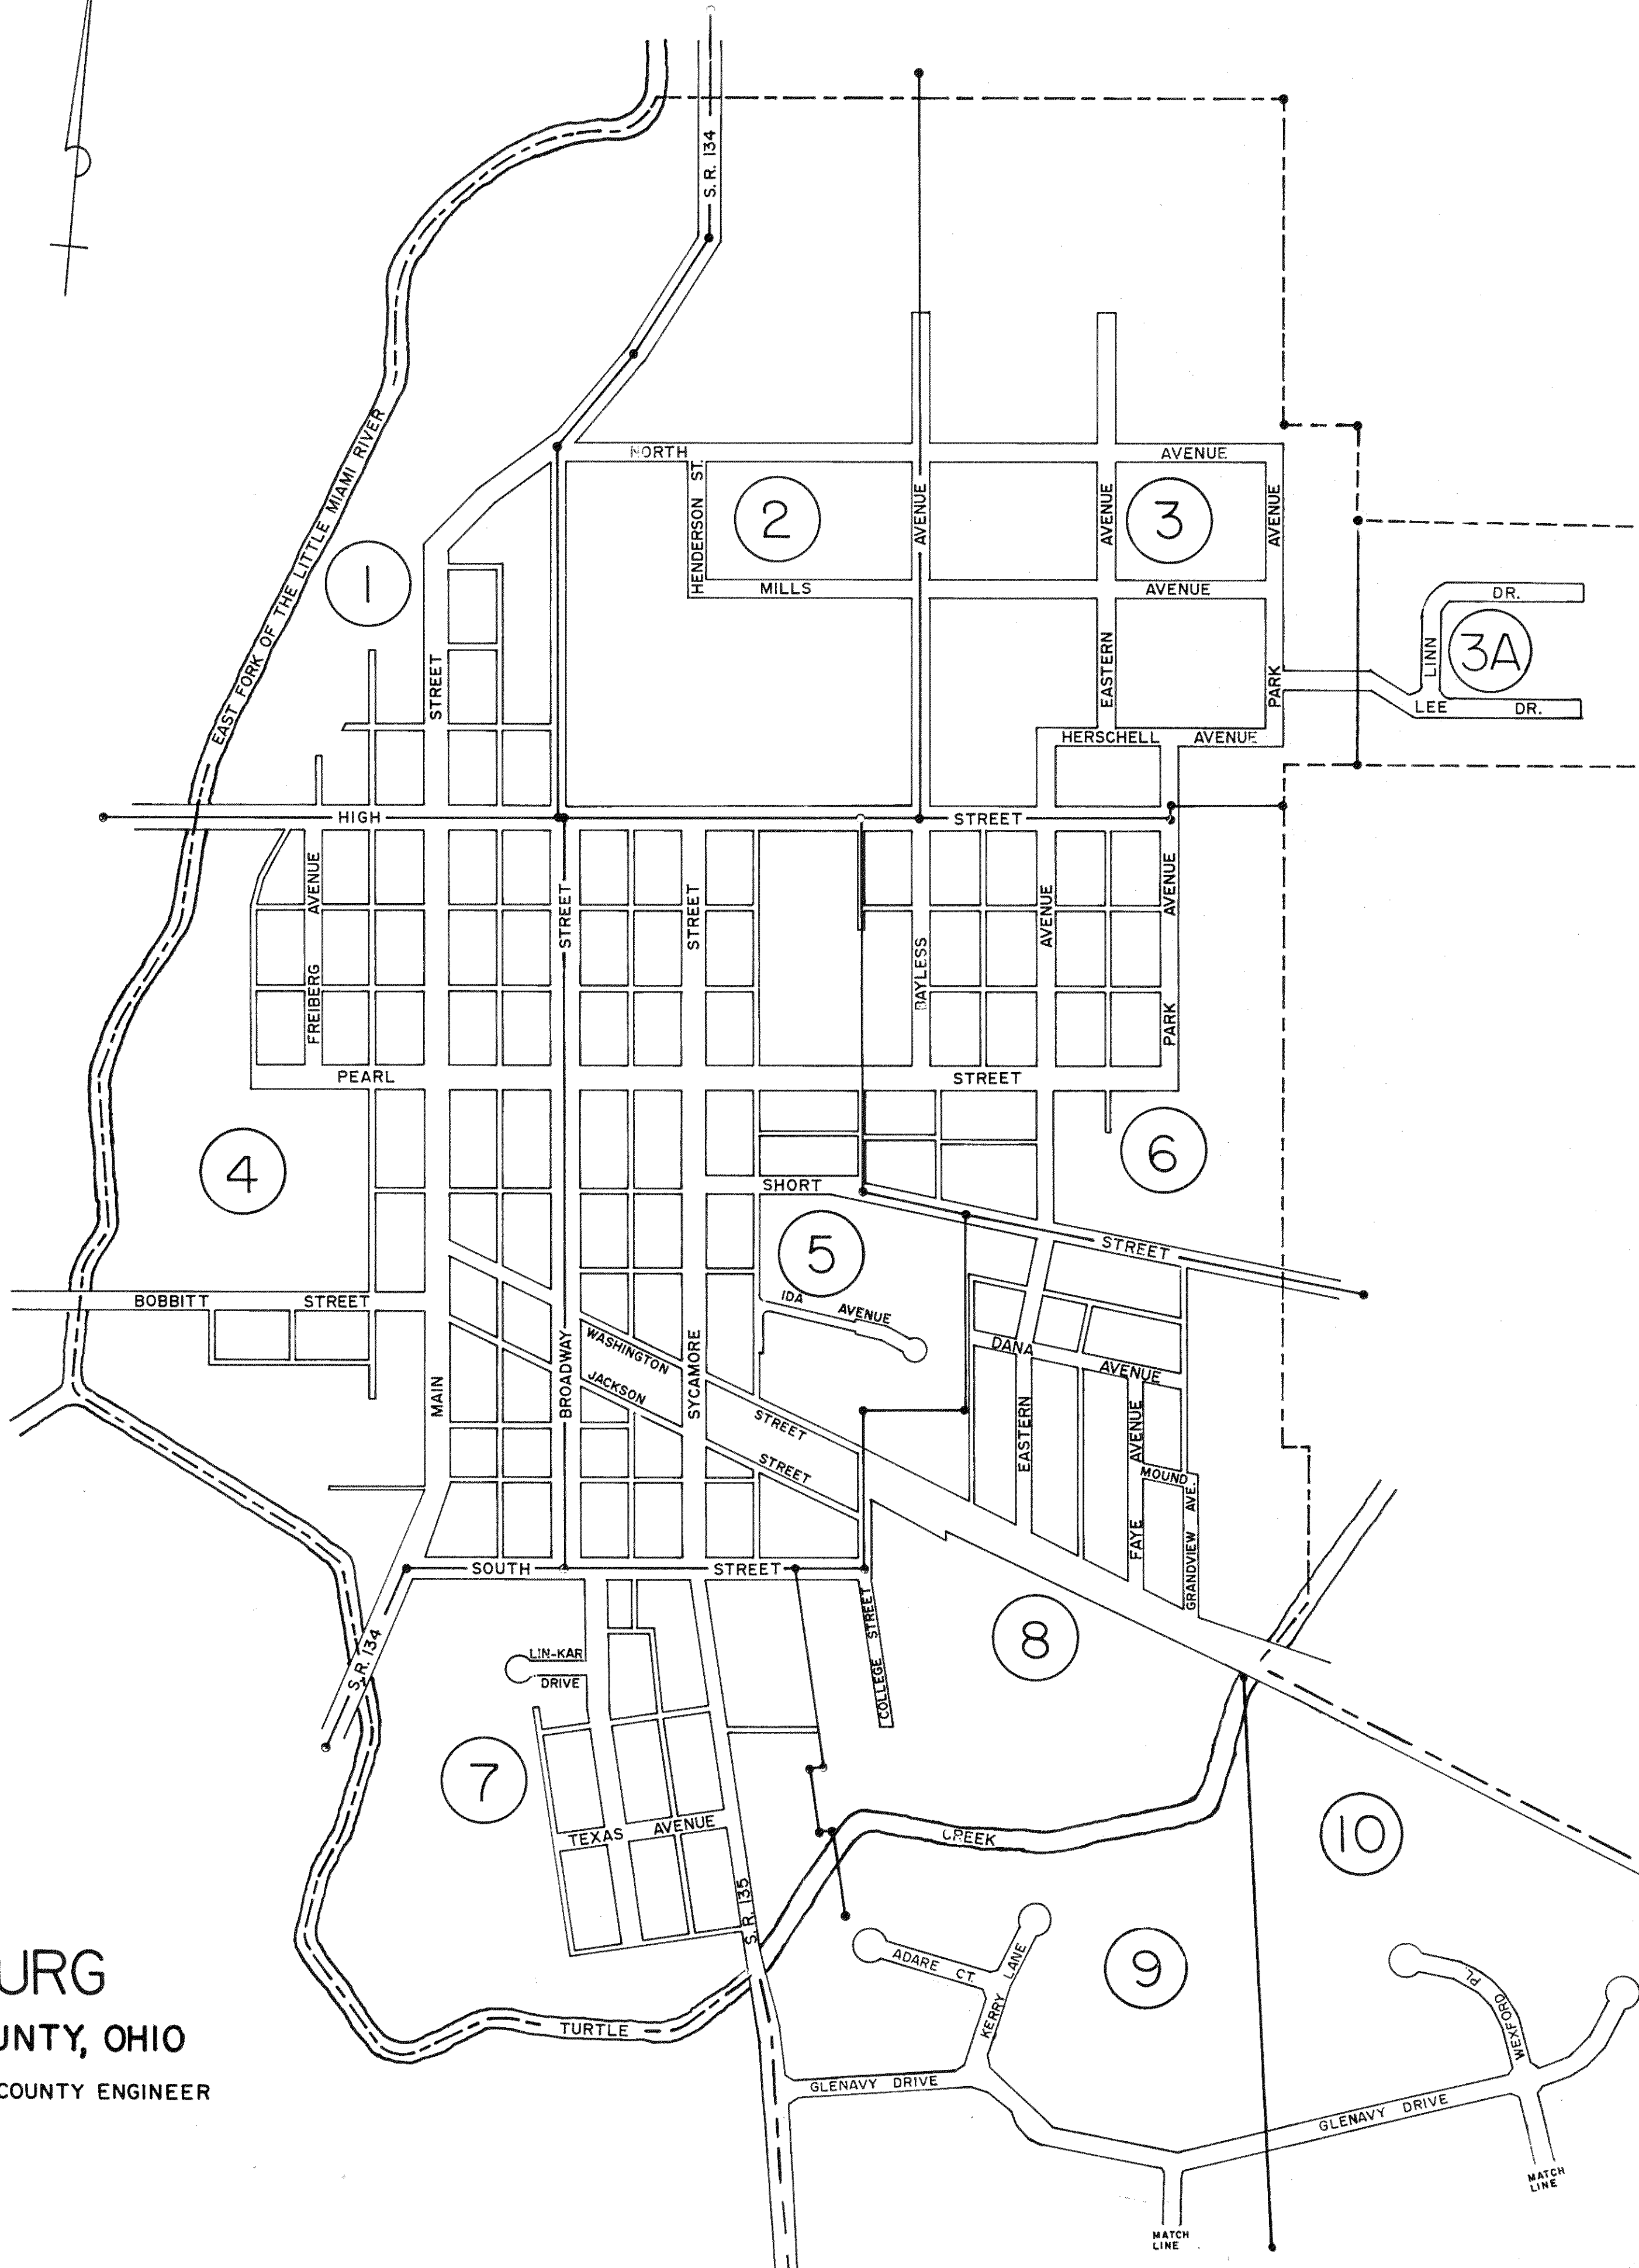 S. R. 134
NORTH AVENUE
HENDERSON ST.
2
AVENUE
AVENUE
3
AVENUE
EAST FORK OF THE LITTLE MIAMI RIVER
1
MILLS AVENUE
DR.
LINN
3A
STREET
EASTERN
PARK
LEE DR.
HERSCHELL AVENUE
HIGH STREET
FREIBERG AVENUE
STREET
STREET
BAYLESS
AVENUE
PARK AVENUE
PEARL STREET
4
6
SHORT STREET
5
BOBBITT STREET
IDA AVENUE
WASHINGTON STREET
JACKSON STREET
MAIN
BROADWAY
SYCAMORE
DANA AVENUE
EASTERN
FAYE AVENUE
MOUND
GRANDVIEW AVE.
SOUTH STREET
COLLEGE STREET
8
S.R. 134
LIN-KAR
DRIVE
7
TEXAS AVENUE
CREEK
10
S.R. 135
ADARE CT.
KERRY LANE
9
WEXFORD PL.
TURTLE
GLENAVY DRIVE
GLENAVY DRIVE
MATCH
LINE
MATCH
LINE
URG
UNTY, OHIO
COUNTY ENGINEER